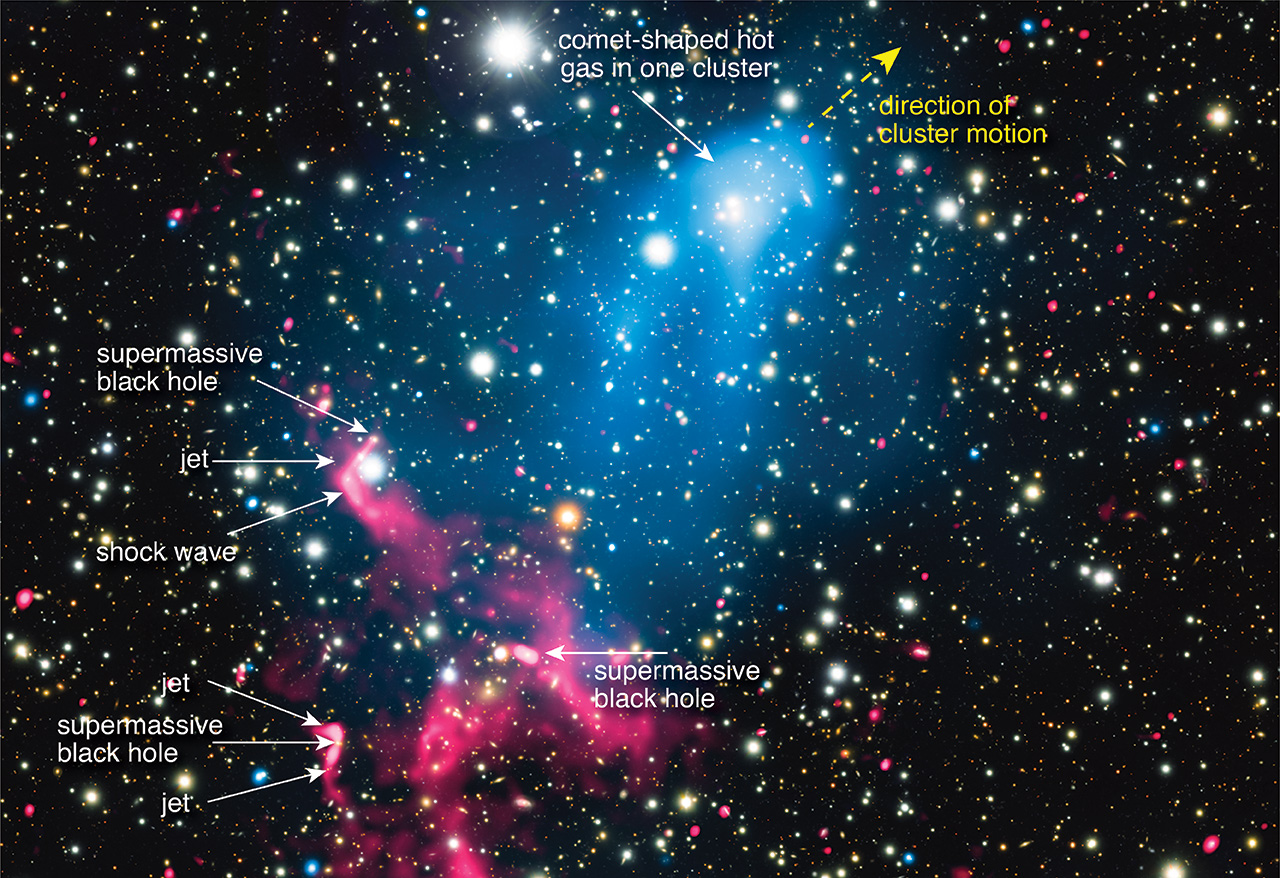 comet-shaped hot
gas in one cluster
direction of
cluster motion
supermassive
black hole
jet
shock wave
supermassive
black hole
jet
supermassive
black hole
jet